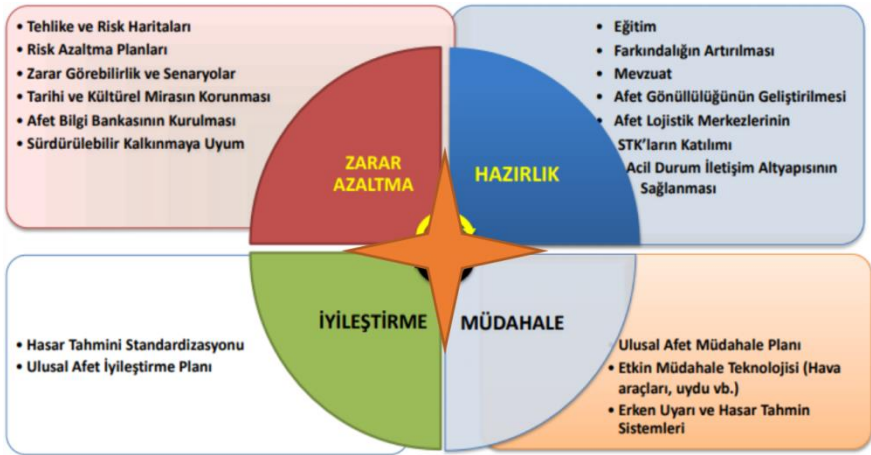 • Tehlike ve Risk Haritaları
• Risk Azaltma Planları
• Zarar Görebilirlik ve Senaryolar
• Tarihi ve Kültürel Mirasın Korunması
• Afet Bilgi Bankasının Kurulması
• Sürdürülebilir Kalkınmaya Uyum
ZARAR
AZALTMA
• Eğitim
• Farkındalığın Artırılması
• Mevzuat
• Afet Gönüllülüğünün Geliştirilmesi
• Afet Lojistik Merkezlerinin
STK'ların Katılımı
Acil Durum İletişim Altyapısının
Sağlanması
HAZIRLIK
İYİLEŞTİRME
• Hasar Tahmini Standardizasyonu
• Ulusal Afet İyileştirme Planı
MÜDAHALE
• Ulusal Afet Müdahale Planı
• Etkin Müdahale Teknolojisi (Hava
araçları, uydu vb.)
• Erken Uyarı ve Hasar Tahmin
Sistemleri